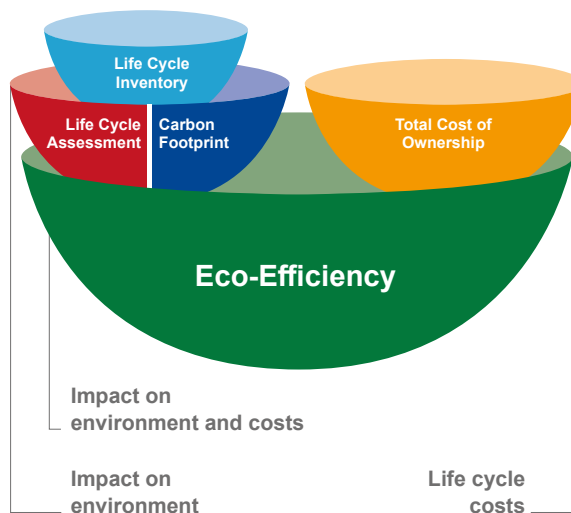 Life Cycle
Inventory
Life Cycle
Assessment
Carbon
Footprint
Total Cost of
Ownership
Eco-Efficiency
Impact on
environment and costs
Impact on
environment
Life cycle
costs